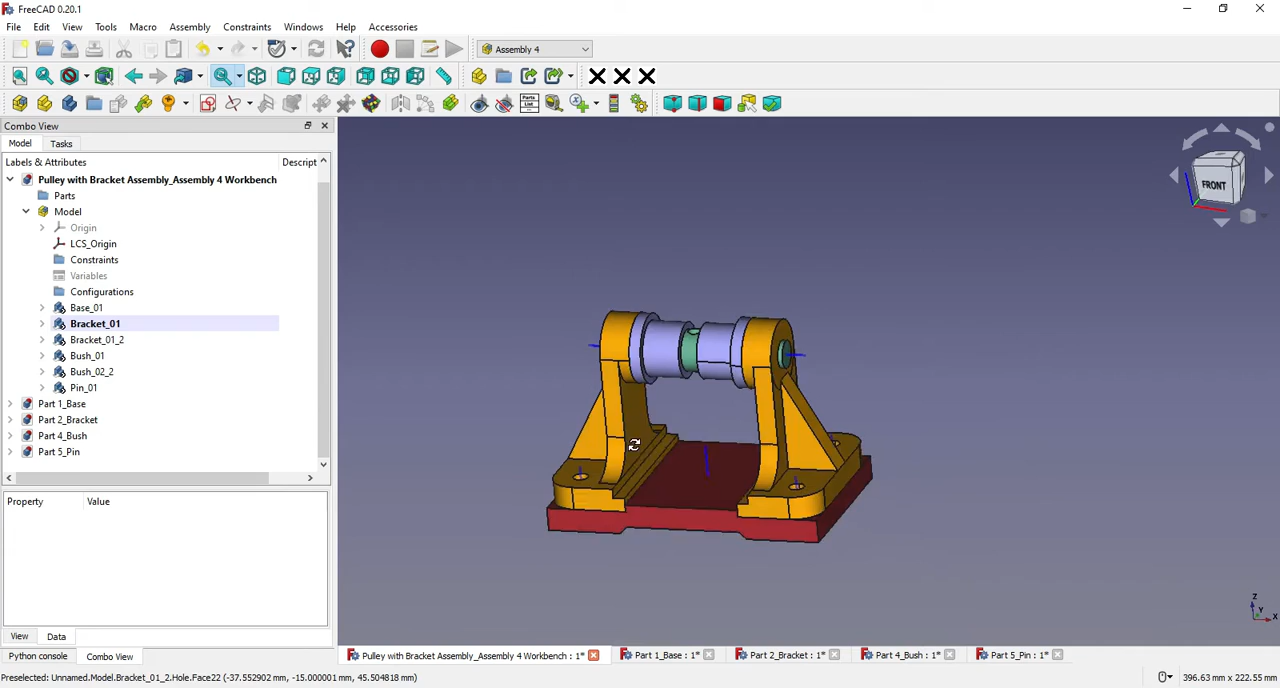 FreeCAD 0.20.1
File Edit View Tools Macro Assembly Constraints Windows Help Accessories
Assembly 4
Parts List
Combo View
Model Tasks
Labels & Attributes Descript
Pulley with Bracket Assembly_Assembly 4 Workbench
Parts
Model
Origin
LCS_Origin
Constraints
Variables
Configurations
Base_01
Bracket_01
Bracket_01_2
Bush_01
Bush_02_2
Pin_01
Part 1_Base
Part 2_Bracket
Part 4_Bush
Part 5_Pin
Property Value
View Data
Python console Combo View
FRONT
Z
Y
X
Pulley with Bracket Assembly_Assembly 4 Workbench : 1*
Part 1_Base : 1*
Part 2_Bracket : 1*
Part 4_Bush : 1*
Part 5_Pin : 1*
Preselected: Unnamed.Model.Bracket_01_2.Hole.Face22 (-37.552902 mm, -15.000001 mm, 45.504818 mm)
396.63 mm x 222.55 mm